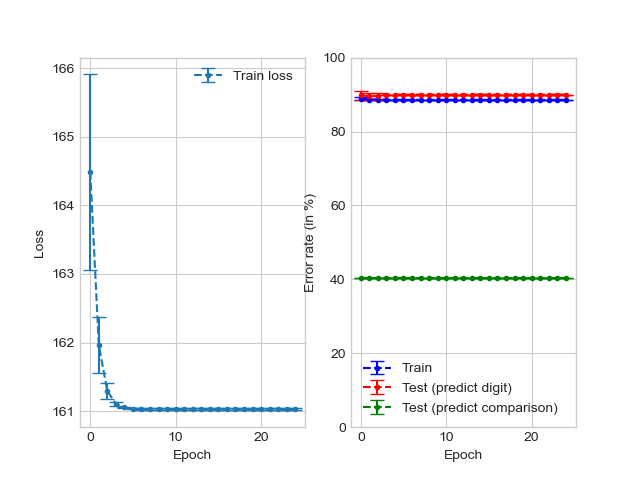 166
165
164
163
162
161
Loss
0
10
20
Epoch
Train loss
100
80
60
40
20
0
Error rate (in %)
0
10
20
Epoch
Train
Test (predict digit)
Test (predict comparison)